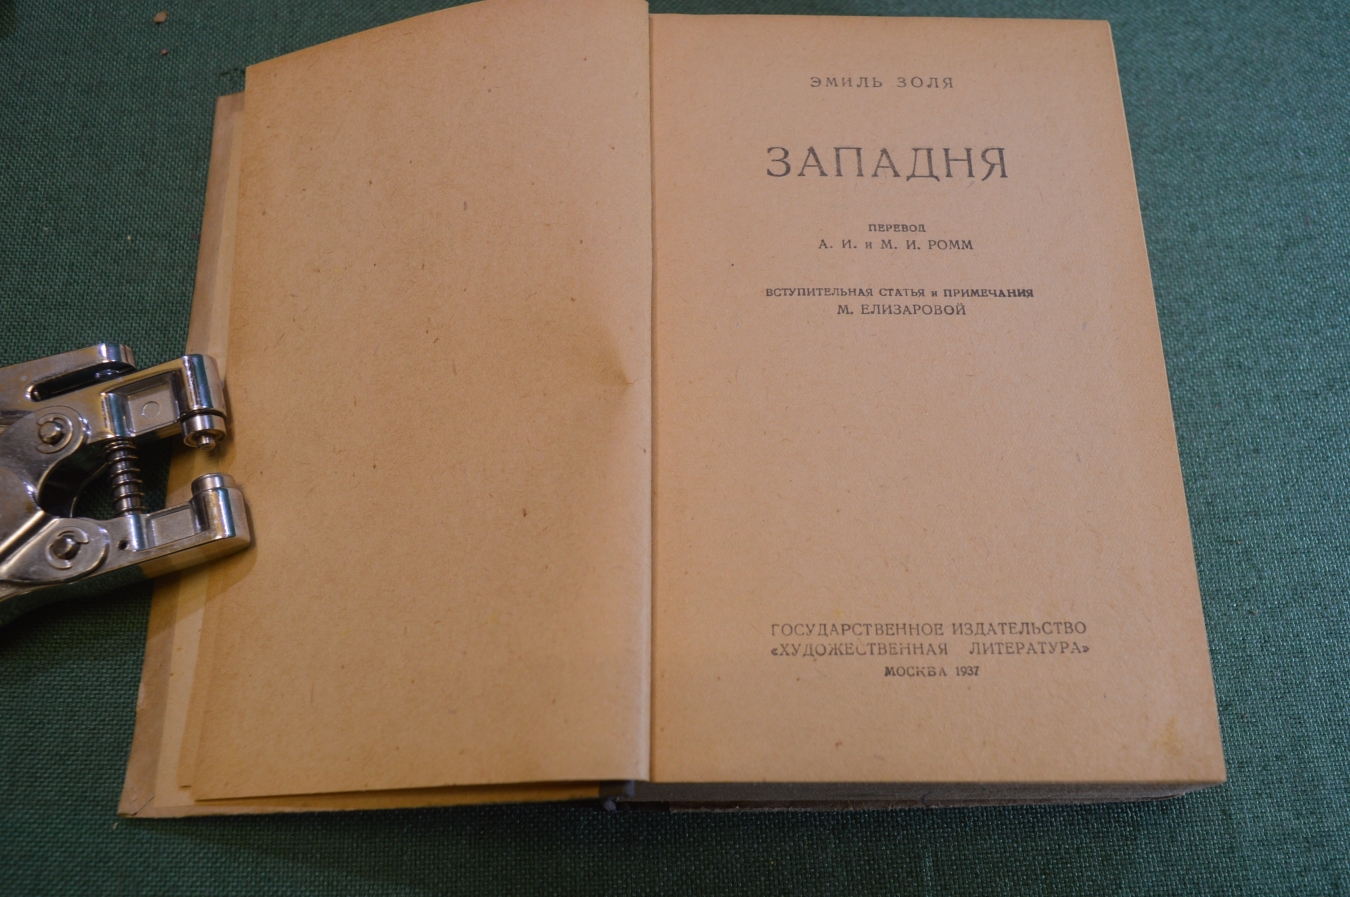 ЭМИЛЬ ЗОЛЯ
ЗАПАДНЯ
ПЕРЕВОД
А. И. и М. И. РОММ
ВСТУПИТЕЛЬНАЯ СТАТЬЯ и ПРИМЕЧАНИЯ
М. ЕЛИЗАРОВОЙ
ГОСУДАРСТВЕННОЕ ИЗДАТЕЛЬСТВО
«ХУДОЖЕСТВЕННАЯ ЛИТЕРАТУРА»
МОСКВА 1937